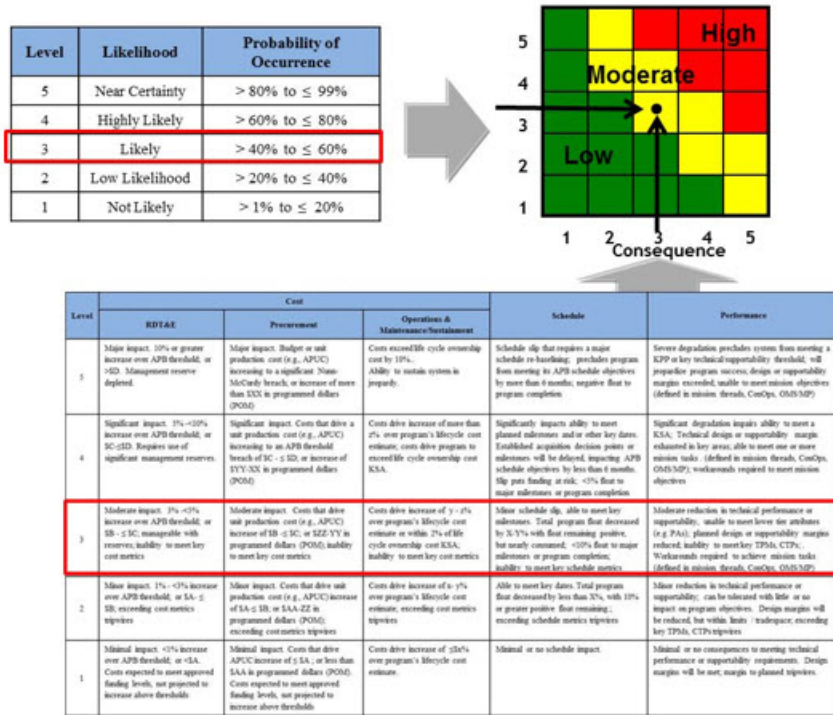 Level
Likelihood
Probability of
Occurrence
5
Near Certainty
> 80% to ≤ 99%
4
Highly Likely
> 60% to ≤ 80%
3
Likely
> 40% to ≤ 60%
2
Low Likelihood
> 20% to ≤ 40%
1
Not Likely
> 1% to ≤ 20%
5
4
3
2
1
High
Moderate
Low
1 2 3 4 5
Consequence
Level
Cost
RDT&E
Procurement
Operations &
Maintenance/Sustainment
Schedule
Performance
5
Major impact. 10% or greater
increase over APB threshold; or
>$D. Management reserve
depleted.
Major impact. Budget or unit
production cost (e.g., APUC)
increasing to a significant Nunn-
McCurdy breach; or increase of more
than $XX in programmed dollars
(POM)
Costs exceed life cycle ownership
cost by 10%.
Ability to sustain system in
jeopardy.
Schedule slip that requires a major
schedule re-baselining; precludes program
from meeting its APB schedule objectives
by more than 6 months; negative float to
program completion
Severe degradation precludes system from meeting a
KPP or key technical/supportability threshold; will
jeopardize program success; design or supportability
margins exceeded; unable to meet mission objectives
(defined in mission threads, ConOps, OMS/MP)
4
Significant impact. 5% -<10%
increase over APB threshold; or
$C-≤$D. Requires use of
significant management reserves.
Significant impact. Costs that drive a
unit production cost (e.g., APUC)
increasing to an APB threshold
breach of $C - ≤ $D; or increase of
$YY-XX in programmed dollars
(POM)
Costs drive increase of more than
z% over program's lifecycle cost
estimate; costs drive program to
exceed life cycle ownership cost
KSA.
Significantly impacts ability to meet
planned milestones and/or other key dates.
Established acquisition decision points or
milestones will be delayed, impacting APB
schedule objectives by less than 6 months.
Slip puts funding at risk; <5% float to
major milestones or program completion
Significant degradation impairs ability to meet a
KSA; Technical design or supportability margin
exhausted in key areas; able to meet one or more
mission tasks . (defined in mission threads, ConOps,
OMS/MP); workarounds required to meet mission
objectives
3
Moderate impact. 3% -<5%
increase over APB threshold; or
$B - ≤ $C; manageable with
reserves; inability to meet key
cost metrics
Moderate impact. Costs that drive
unit production cost (e.g., APUC)
increase of $B -≤ $C; or $ZZ-YY in
programmed dollars (POM); inability
to meet key cost metrics
Costs drive increase of y - z%
over program's lifecycle cost
estimate or within 2% of life
cycle ownership cost KSA;
inability to meet key cost metrics
Minor schedule slip, able to meet key
milestones. Total program float decreased
by X-Y% with float remaining positive,
but nearly consumed; <10% float to major
milestones or program completion;
inability to meet key schedule metrics
Moderate reduction in technical performance or
supportability, unable to meet lower tier attributes
(e.g. PAs); planned design or supportability margins
reduced; inability to meet key TPMs, CTPs;.
Workarounds required to achieve mission tasks
(defined in mission threads, ConOps, OMS/MP)
2
Minor impact. 1% - <3% increase
over APB threshold; or $A- ≤
$B; exceeding cost metrics
tripwires
Minor impact. Costs that drive unit
production cost (e.g., APUC) increase
of $A-≤ $B; or $AA-ZZ in
programmed dollars (POM);
exceeding cost metrics tripwires
Costs drive increase of x- y%
over program's lifecycle cost
estimate; exceeding cost metrics
tripwires
Able to meet key dates. Total program
float decreased by less than X%, with 10%
or greater positive float remaining.;
exceeding schedule metrics tripwires
Minor reduction in technical performance or
supportability; can be tolerated with little or no
impact on program objectives. Design margins will
be reduced, but within limits / tradespace; exceeding
key TPMs, CTPs tripwires
1
Minimal impact. <1% increase
over APB threshold; or <$A.
Costs expected to meet approved
funding levels, not projected to
increase above thresholds
Minimal impact. Costs that drive
APUC increase of ≤ $A ; or less than
$AA in programmed dollars (POM).
Costs expected to meet approved
funding levels, not projected to
increase above thresholds
Costs drive increase of
over program's lifecycle cost
estimate.
Minimal or no schedule impact.
Minimal or no consequences to meeting technical
performance or supportability requirements. Design
margins will be met; margin to planned tripwires.